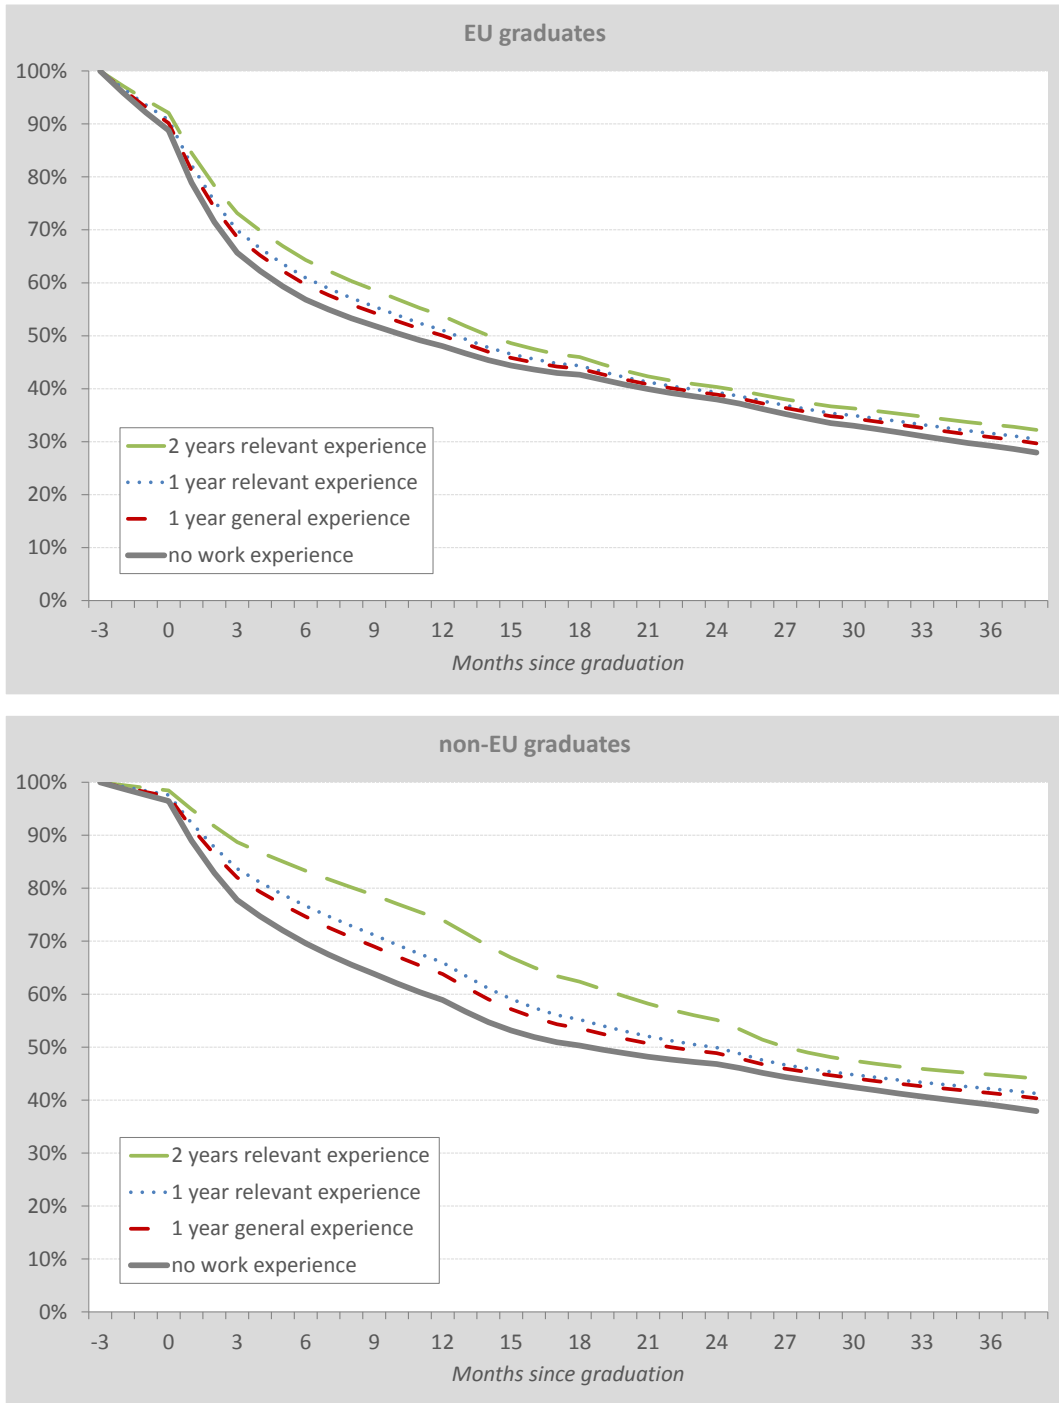 EU graduates
100%
90%
80%
70%
60%
50%
40%
30%
20%
10%
0%
2 years relevant experience
1 year relevant experience
1 year general experience
no work experience
-3 0 3 6 9 12 15 18 21 24 27 30 33 36
Months since graduation
non-EU graduates
100%
90%
80%
70%
60%
50%
40%
30%
20%
10%
0%
2 years relevant experience
1 year relevant experience
1 year general experience
no work experience
-3 0 3 6 9 12 15 18 21 24 27 30 33 36
Months since graduation